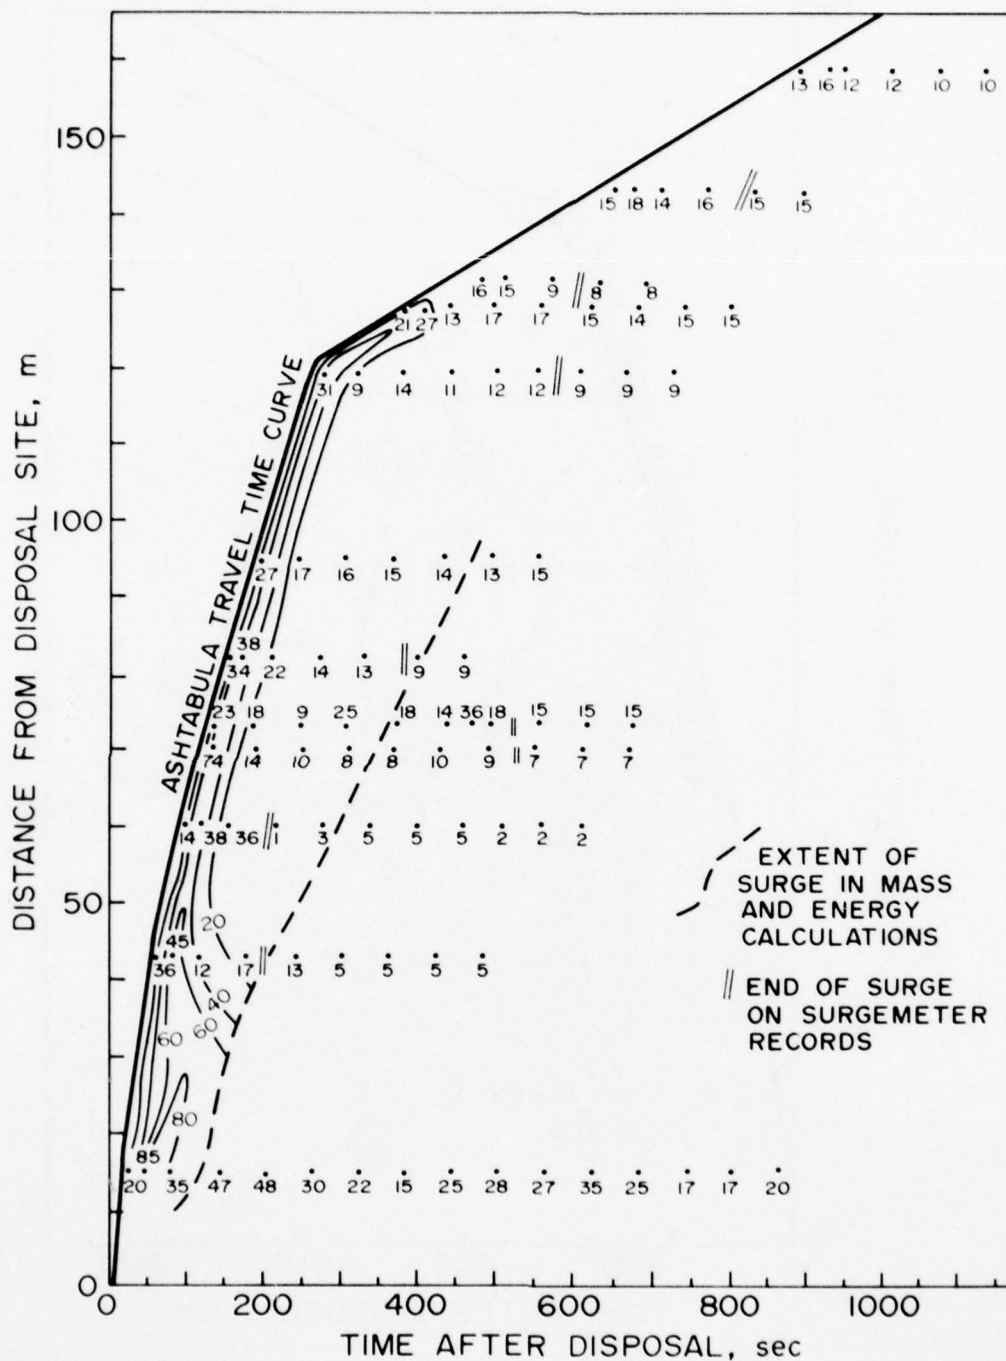 150
100
50
0
DISTANCE FROM DISPOSAL SITE, m
ASHTABULA TRAVEL TIME CURVE
13 16 12 12 10 10
15 18 14 16 15 15
16 15 9 8 8
21 27 13 17 17 15 14 15 15
31 9 14 11 12 12 9 9 9
27 17 16 15 14 13 15
38
34 22 14 13 9 9
23 18 9 25 18 14 36 18 15 15 15
74 14 10 8 8 10 9 7 7 7
14 38 36 1 3 5 5 5 2 2 2
20
45
36 12 17 13 5 5 5 5
40
60
60
80
85
20 35 47 48 30 22 15 25 28 27 35 25 17 17 20
EXTENT OF
SURGE IN MASS
AND ENERGY
CALCULATIONS
END OF SURGE
ON SURGEMETER
RECORDS
0 200 400 600 800 1000
TIME AFTER DISPOSAL, sec